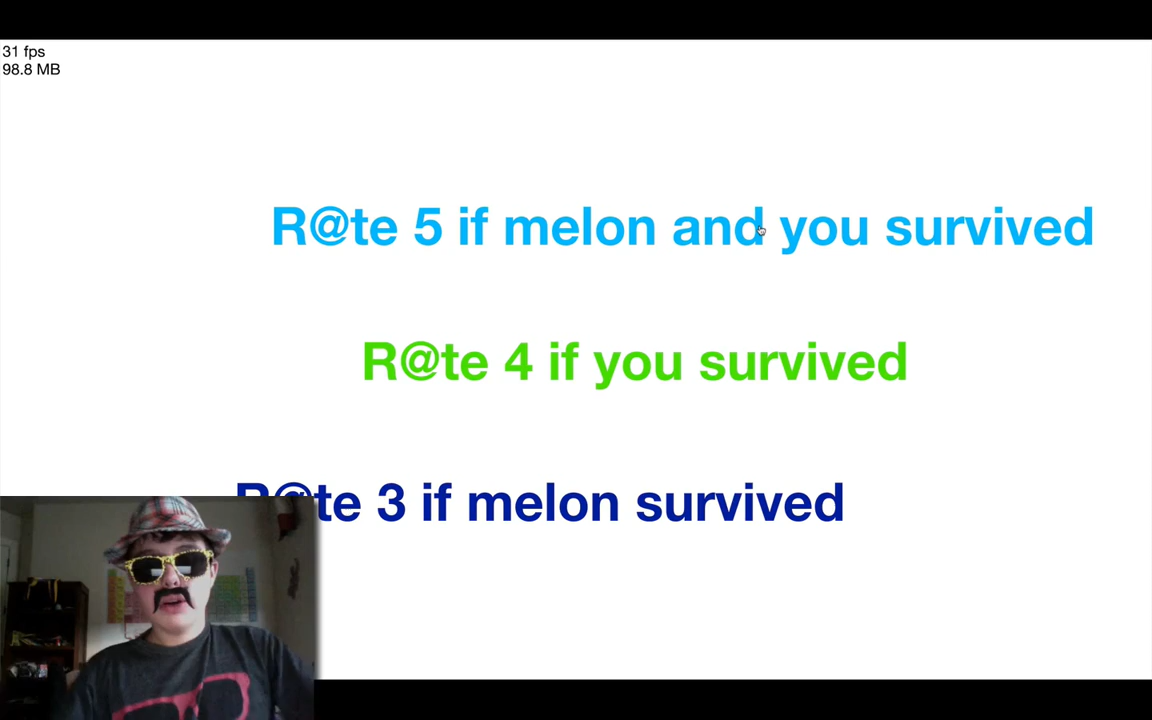 31 fps
98.8 MB
R@te 5 if melon and you survived
R@te 4 if you survived
R@te 3 if melon survived